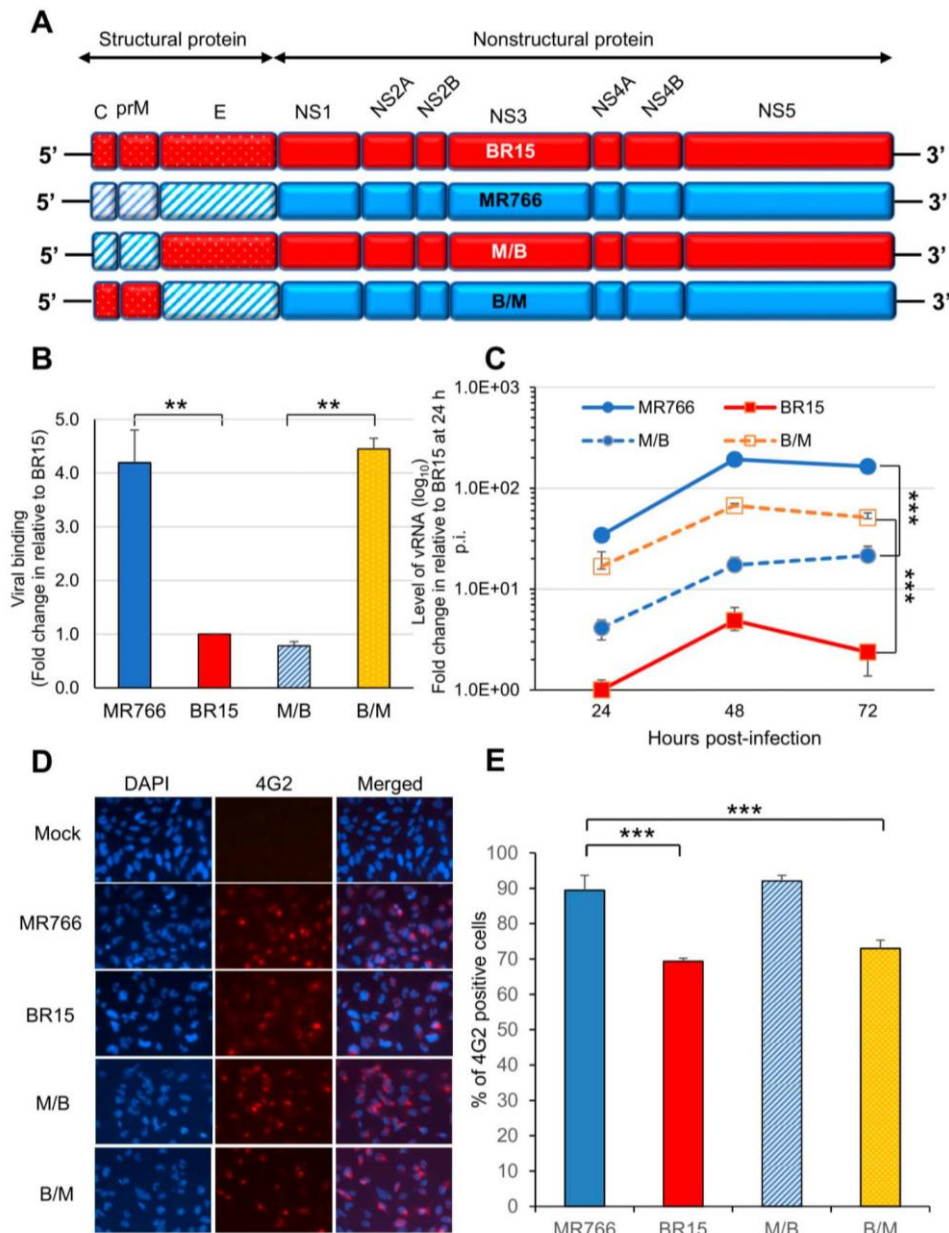 A
Structural protein
Nonstructural protein
C prM E NS1 NS2A NS2B NS3 NS4A NS4B NS5
5’ BR15 3’
5’ MR766 3’
5’ M/B 3’
5’ B/M 3’
B
** **
Viral binding
(Fold change in relative to BR15)
5.0
4.0
3.0
2.0
1.0
0.0
MR766 BR15 M/B B/M
C
Level of vRNA (log10)
Fold change in relative to BR15 at 24 h
p.i.
1.0E+03
1.0E+02
1.0E+01
1.0E+00
MR766 BR15
M/B B/M
***
***
24 48 72
Hours post-infection
D
DAPI 4G2 Merged
Mock
MR766
BR15
M/B
B/M
E
***
***
% of 4G2 positive cells
100
90
80
70
60
50
40
30
20
10
0
MR766 BR15 M/B B/M